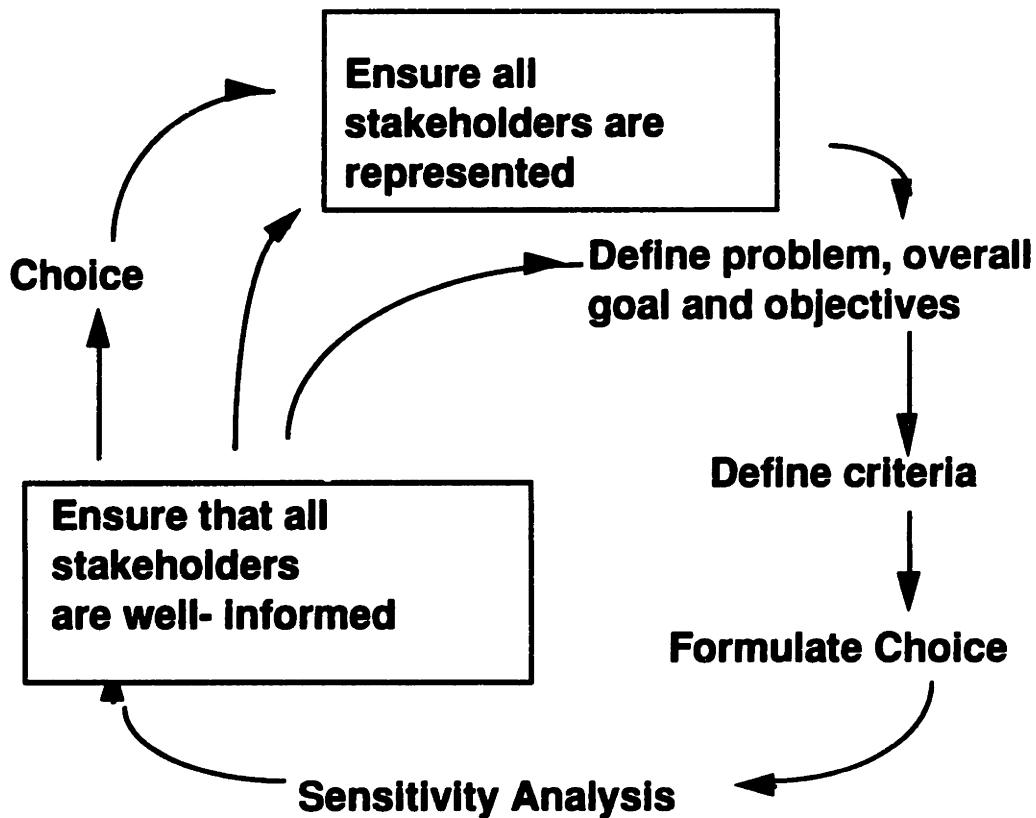 Ensure all
stakeholders are
represented
Choice
Define problem, overall
goal and objectives
Define criteria
Ensure that all
stakeholders
are well- informed
Formulate Choice
Sensitivity Analysis